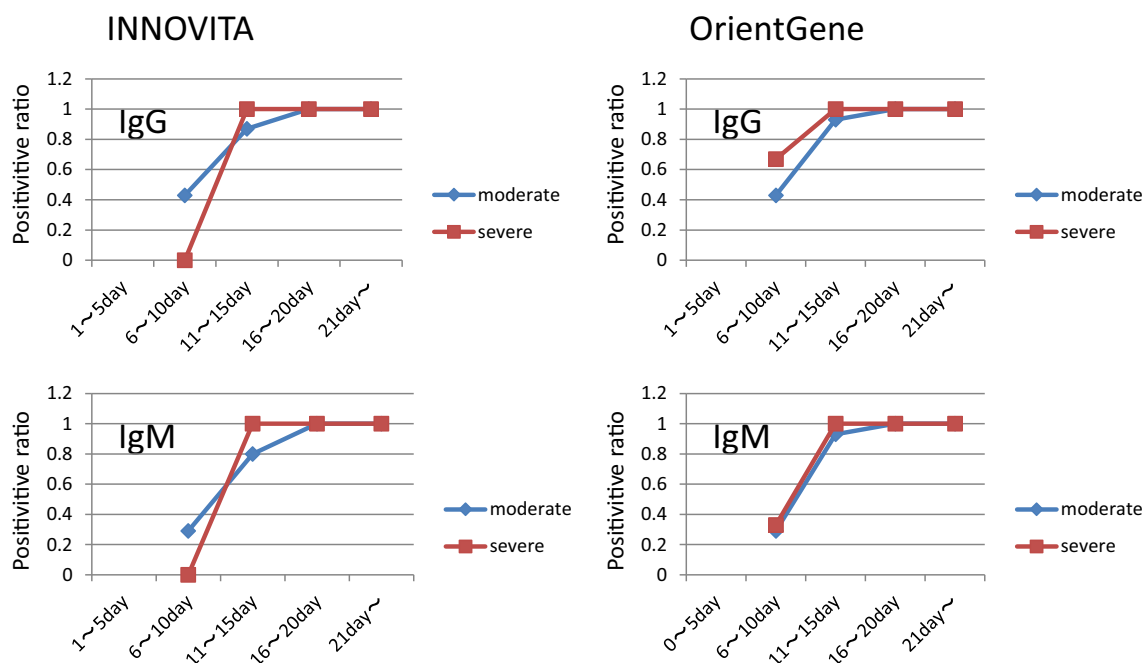 INNOVITA
OrientGene
1.2
1
0.8
0.6
0.4
0.2
0
Positivitive ratio
IgG
1～5day
6～10day
11～15day
16～20day
21day～
moderate
severe
1.2
1
0.8
0.6
0.4
0.2
0
Positivitive ratio
IgG
1～5day
6～10day
11～15day
16～20day
21day～
moderate
severe
1.2
1
0.8
0.6
0.4
0.2
0
Positivitive ratio
IgM
1～5day
6～10day
11～15day
16～20day
21day～
moderate
severe
1.2
1
0.8
0.6
0.4
0.2
0
Positivitive ratio
IgM
0～5day
6～10day
11～15day
16～20day
21day～
moderate
severe